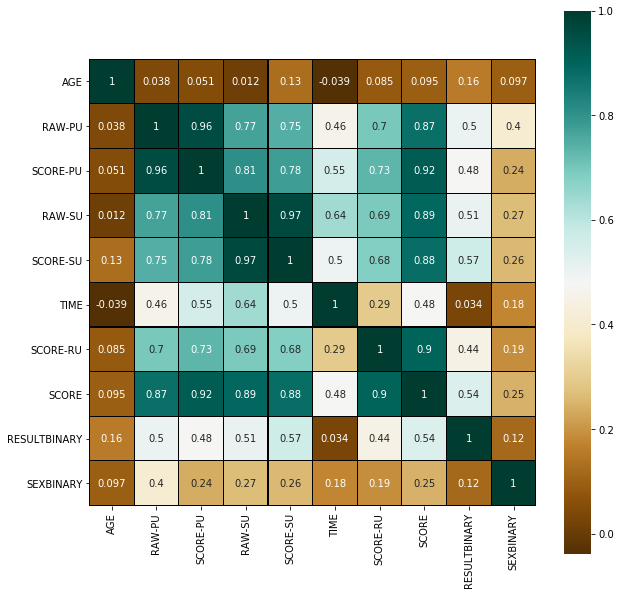 AGE 1 0.038 0.051 0.012 0.13 -0.039 0.085 0.095 0.16 0.097
RAW-PU 0.038 1 0.96 0.77 0.75 0.46 0.7 0.87 0.5 0.4
SCORE-PU 0.051 0.96 1 0.81 0.78 0.55 0.73 0.92 0.48 0.24
RAW-SU 0.012 0.77 0.81 1 0.97 0.64 0.69 0.89 0.51 0.27
SCORE-SU 0.13 0.75 0.78 0.97 1 0.5 0.68 0.88 0.57 0.26
TIME -0.039 0.46 0.55 0.64 0.5 1 0.29 0.48 0.034 0.18
SCORE-RU 0.085 0.7 0.73 0.69 0.68 0.29 1 0.9 0.44 0.19
SCORE 0.095 0.87 0.92 0.89 0.88 0.48 0.9 1 0.54 0.25
RESULTBINARY 0.16 0.5 0.48 0.51 0.57 0.034 0.44 0.54 1 0.12
SEXBINARY 0.097 0.4 0.24 0.27 0.26 0.18 0.19 0.25 0.12 1
AGE RAW-PU SCORE-PU RAW-SU SCORE-SU TIME SCORE-RU SCORE RESULTBINARY SEXBINARY
1.0
0.8
0.6
0.4
0.2
0.0